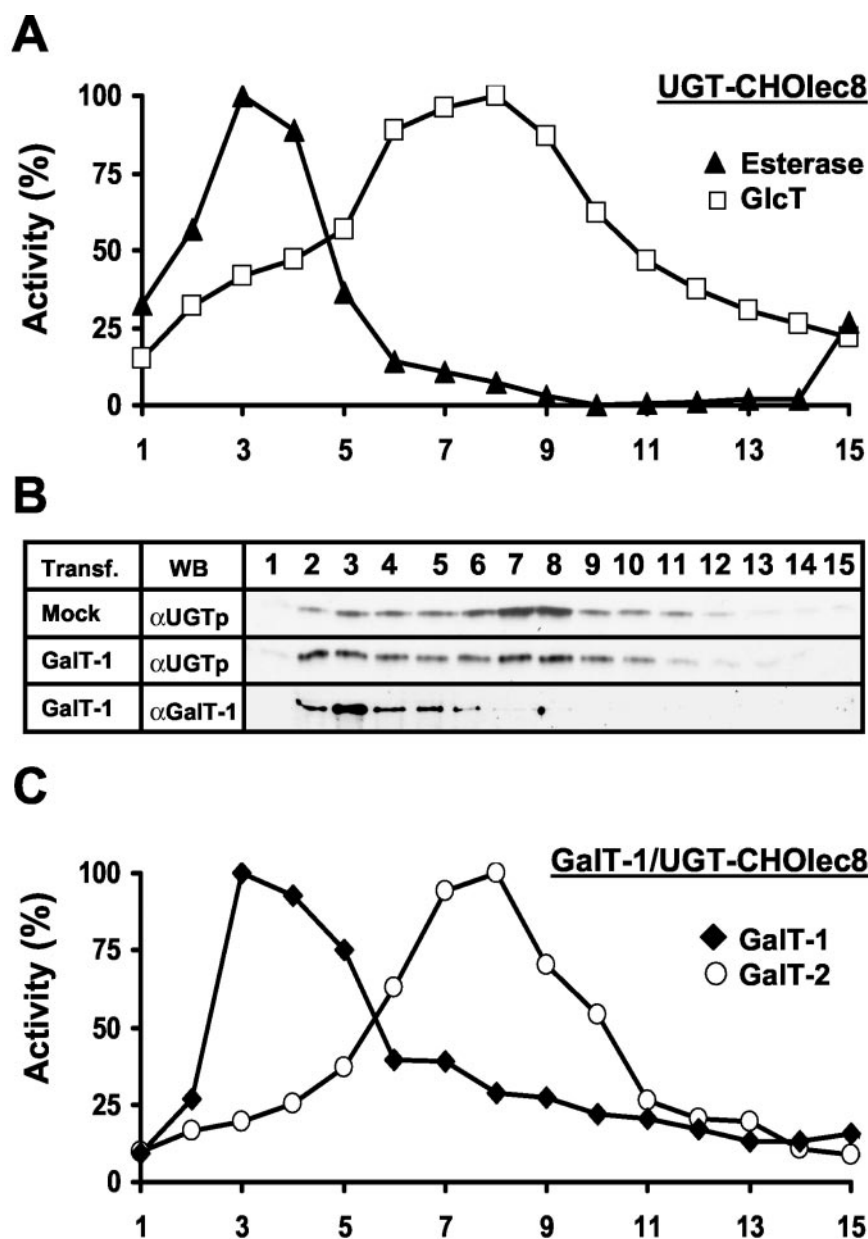 A
UGT-CHOlec8
Activity (%)
100
75
50
25
0
Esterase
GlcT
1 3 5 7 9 11 13 15
B
Transf. WB 1 2 3 4 5 6 7 8 9 10 11 12 13 14 15
Mock αUGTp
GalT-1 αUGTp
GalT-1 αGalT-1
C
GalT-1/UGT-CHOlec8
Activity (%)
100
75
50
25
0
GalT-1
GalT-2
1 3 5 7 9 11 13 15